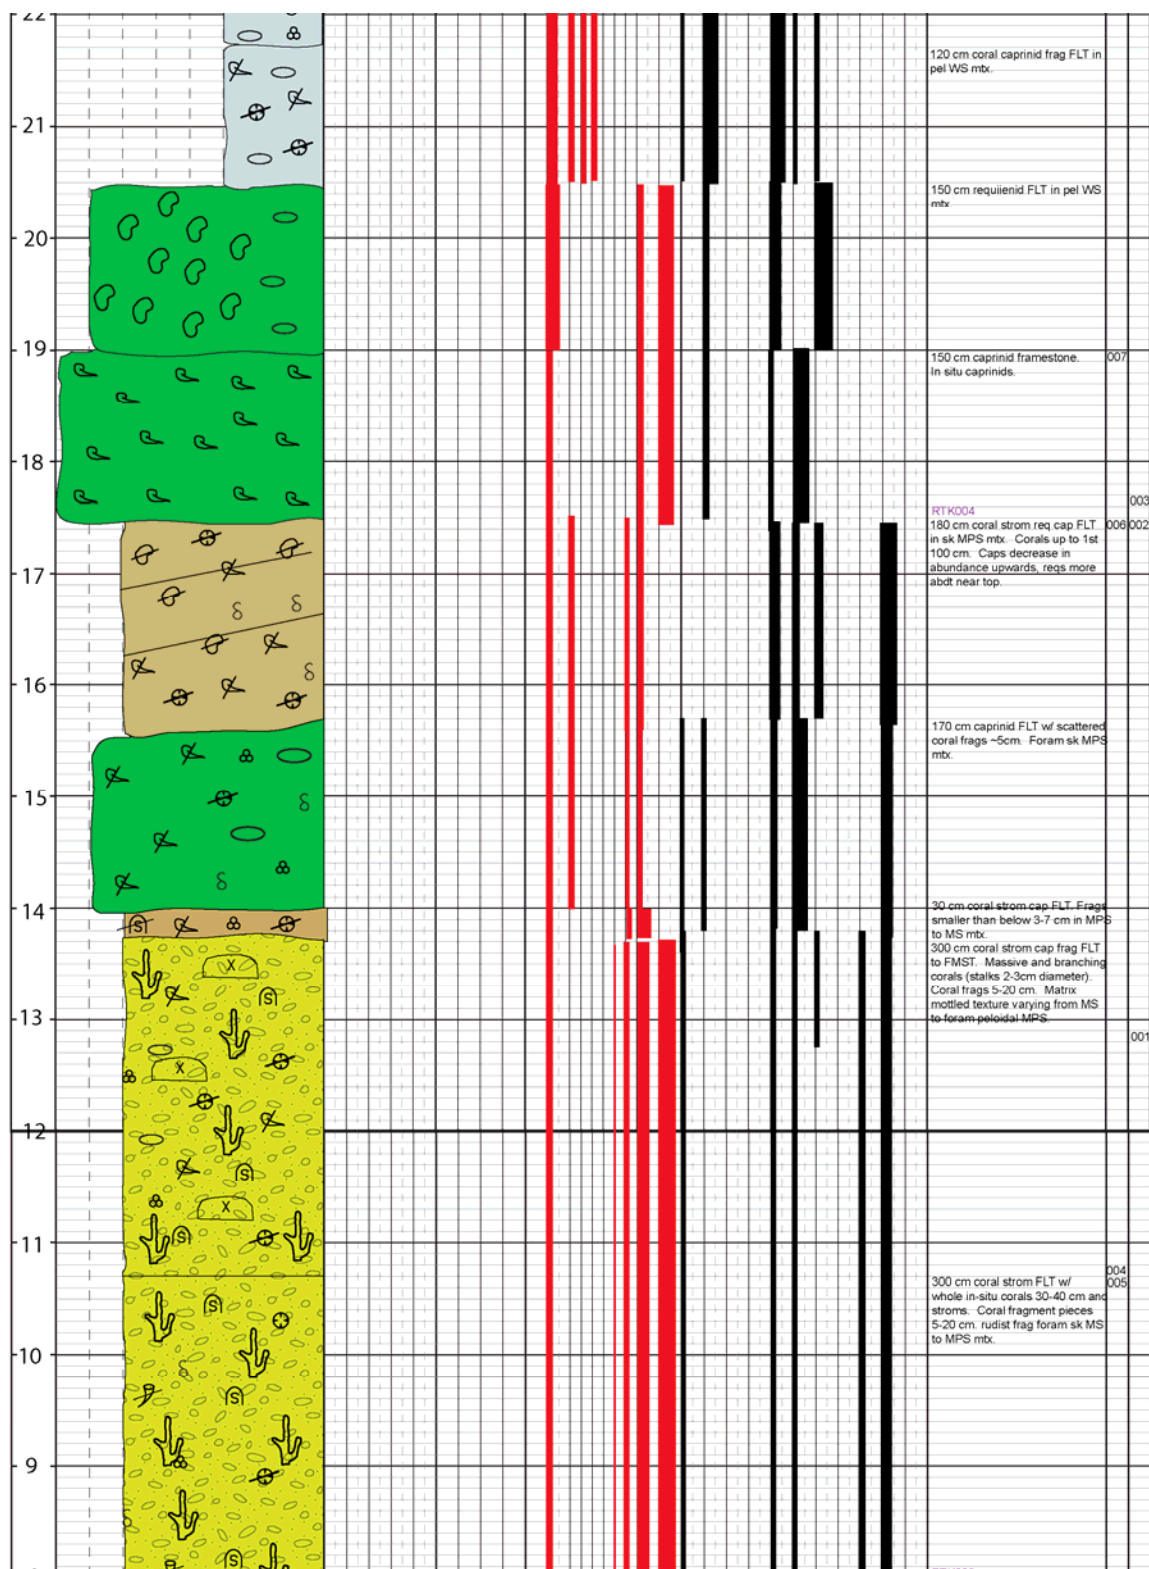 22
120 cm coral caprinid frag FLT in
pel WS mtx.
21
150 cm requiienid FLT in pel WS
mtx
20
19
150 cm caprinid framestone.
In situ caprinids.
007
18
003
RTK004
180 cm coral strom req cap FLT
in sk MPS mtx. Corals up to 1st
100 cm. Caps decrease in
abundance upwards, reqs more
abdt near top.
006 002
17
16
170 cm caprinid FLT w/ scattered
coral frags ~5cm. Foram sk MPS
mtx.
15
14
30 cm coral strom cap FLT. Frags
smaller than below 3-7 cm in MPS
to MS mtx.
S
300 cm coral strom cap frag FLT
to FMST. Massive and branching
corals (stalks 2-3cm diameter).
Coral frags 5-20 cm. Matrix
mottled texture varying from MS
to foram peloidal MPS.
X
S
13
001
X
12
S
X
S
11
004
005
300 cm coral strom FLT w/
whole in-situ corals 30-40 cm and
stroms. Coral fragment pieces
5-20 cm. rudist frag foram sk MS
to MPS mtx.
S
10
S
9
S